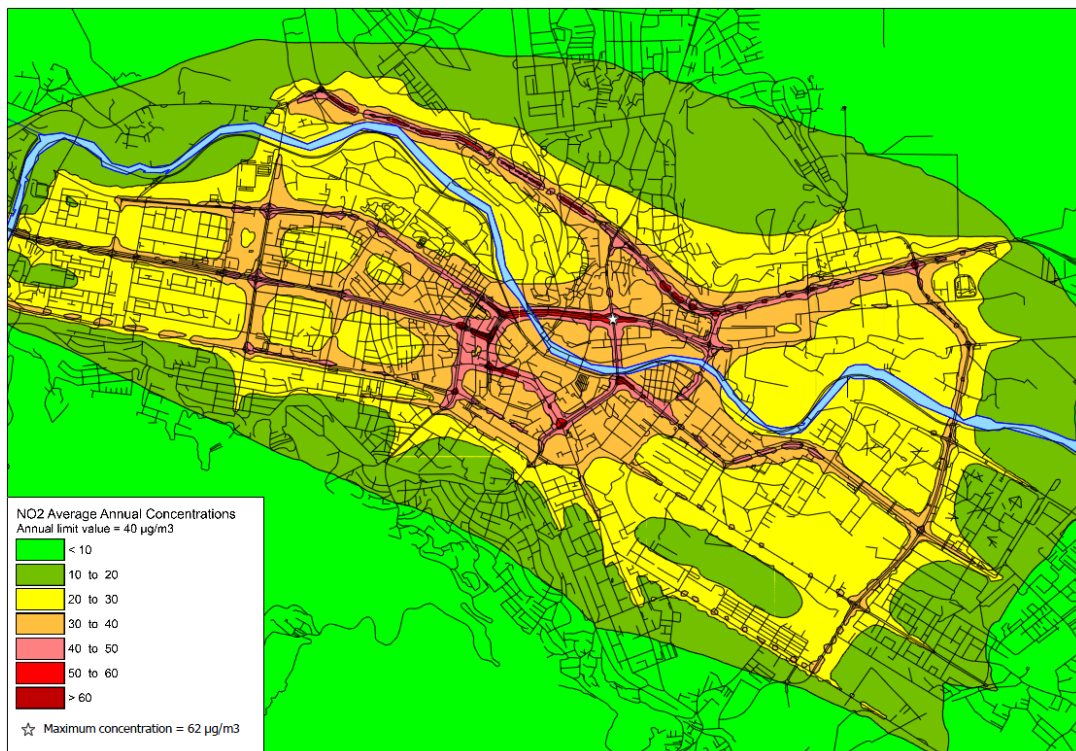 NO2 Average Annual Concentrations
Annual limit value = 40 µg/m3
< 10
10 to 20
20 to 30
30 to 40
40 to 50
50 to 60
> 60
Maximum concentration = 62 µg/m3